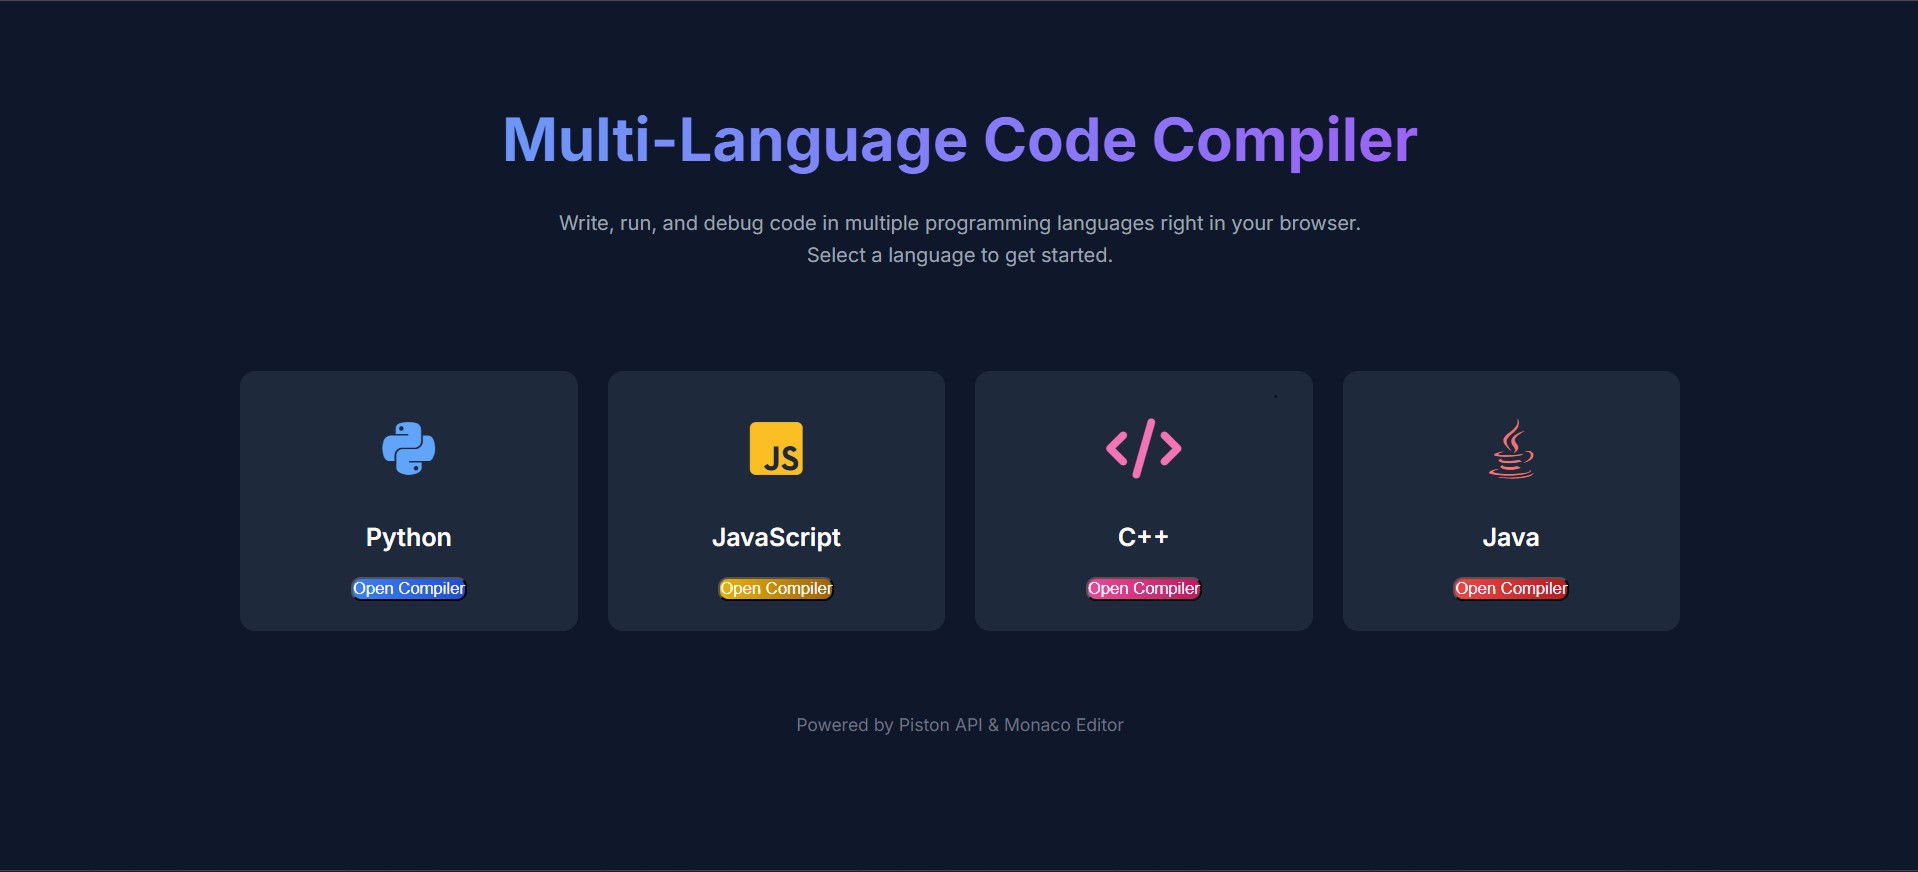 Multi-Language Code Compiler
Write, run, and debug code in multiple programming languages right in your browser.
Select a language to get started.
JS
</>
Python
JavaScript
C++
Java
Open Compiler
Open Compiler
Open Compiler
Open Compiler
Powered by Piston API & Monaco Editor